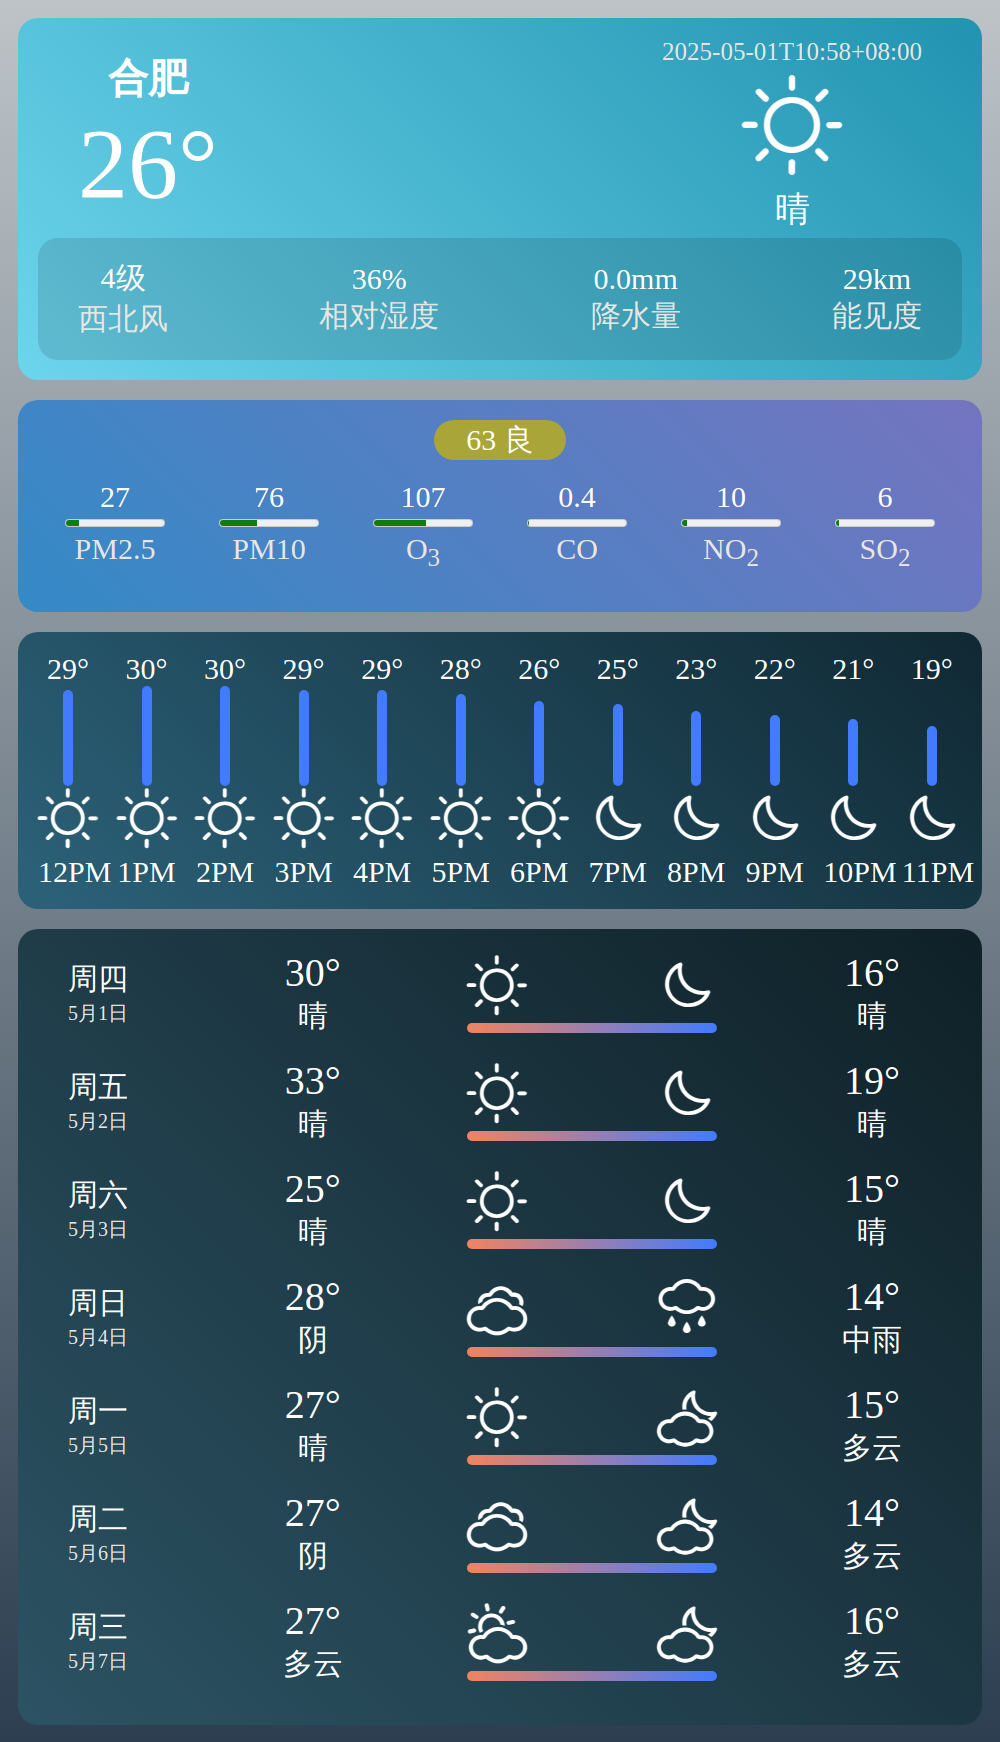 合肥
26°
2025-05-01T10:58+08:00
晴
4级 36% 0.0mm 29km
西北风 相对湿度 降水量 能见度
63 良
27 76 107 0.4 10 6
PM2.5 PM10 O3 CO NO2 SO2
29° 30° 30° 29° 29° 28° 26° 25° 23° 22° 21° 19°
12PM 1PM 2PM 3PM 4PM 5PM 6PM 7PM 8PM 9PM 10PM 11PM
周四 30° 16°
5月1日 晴 晴
周五 33° 19°
5月2日 晴 晴
周六 25° 15°
5月3日 晴 晴
周日 28° 14°
5月4日 阴 中雨
周一 27° 15°
5月5日 晴 多云
周二 27° 14°
5月6日 阴 多云
周三 27° 16°
5月7日 多云 多云